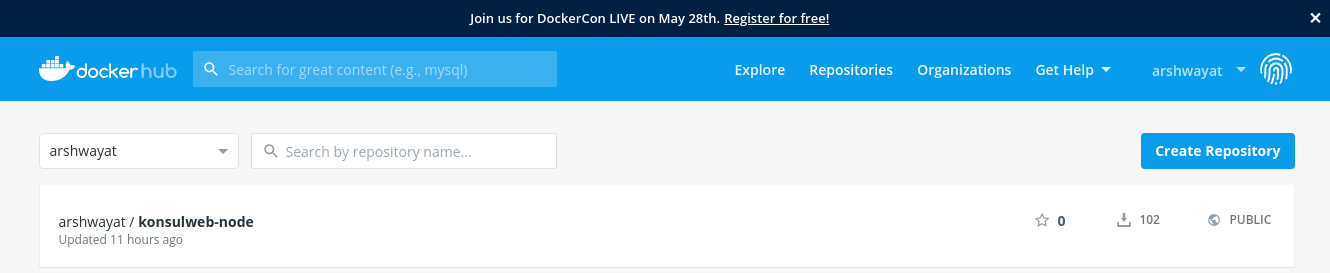 Join us for DockerCon LIVE on May 28th. Register for free! ×
docker hub Search for great content (e.g., mysql) Explore Repositories Organizations Get Help arshwayat
arshwayat Search by repository name... Create Repository
arshwayat / konsulweb-node 0 102 PUBLIC
Updated 11 hours ago